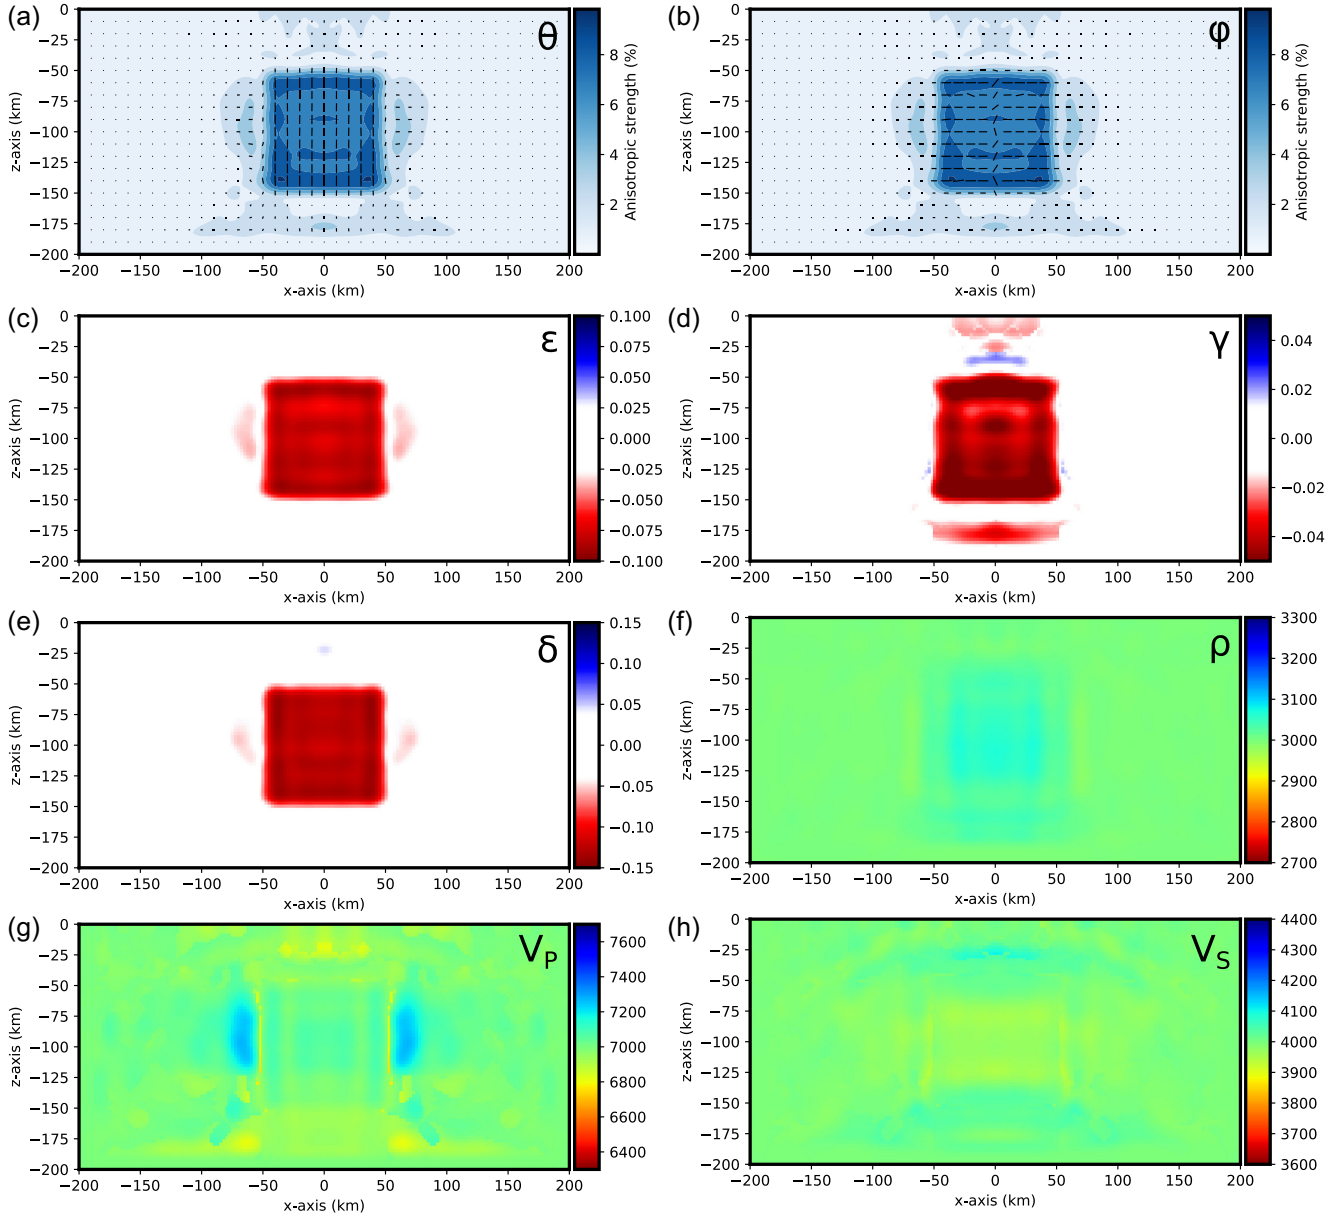 (a)
θ
0
−25
−50
−75
−100
−125
−150
−175
−200
z-axis (km)
−200 −150 −100 −50 0 50 100 150 200
x-axis (km)
8
6
4
2
Anisotropic strength (%)
(b)
φ
0
−25
−50
−75
−100
−125
−150
−175
−200
z-axis (km)
−200 −150 −100 −50 0 50 100 150 200
x-axis (km)
8
6
4
2
Anisotropic strength (%)
(c)
ε
0
−25
−50
−75
−100
−125
−150
−175
−200
z-axis (km)
−200 −150 −100 −50 0 50 100 150 200
x-axis (km)
0.100
0.075
0.050
0.025
0.000
−0.025
−0.050
−0.075
−0.100
(d)
γ
0
−25
−50
−75
−100
−125
−150
−175
−200
z-axis (km)
−200 −150 −100 −50 0 50 100 150 200
x-axis (km)
0.04
0.02
0.00
−0.02
−0.04
(e)
δ
0
−25
−50
−75
−100
−125
−150
−175
−200
z-axis (km)
−200 −150 −100 −50 0 50 100 150 200
x-axis (km)
0.15
0.10
0.05
0.00
−0.05
−0.10
−0.15
(f)
ρ
0
−25
−50
−75
−100
−125
−150
−175
−200
z-axis (km)
−200 −150 −100 −50 0 50 100 150 200
x-axis (km)
3300
3200
3100
3000
2900
2800
2700
(g)
V_P
0
−25
−50
−75
−100
−125
−150
−175
−200
z-axis (km)
−200 −150 −100 −50 0 50 100 150 200
x-axis (km)
7600
7400
7200
7000
6800
6600
6400
(h)
V_S
0
−25
−50
−75
−100
−125
−150
−175
−200
z-axis (km)
−200 −150 −100 −50 0 50 100 150 200
x-axis (km)
4400
4300
4200
4100
4000
3900
3800
3700
3600